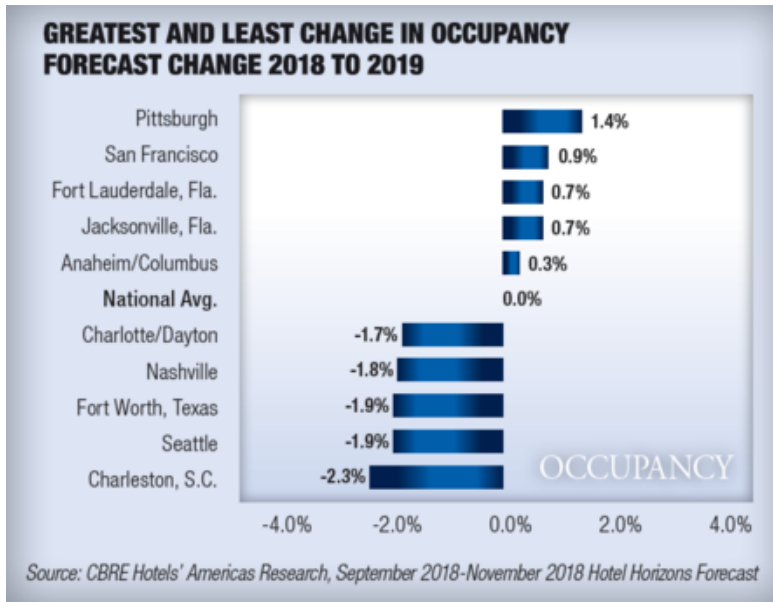 GREATEST AND LEAST CHANGE IN OCCUPANCY
FORECAST CHANGE 2018 TO 2019
Pittsburgh 1.4%
San Francisco 0.9%
Fort Lauderdale, Fla. 0.7%
Jacksonville, Fla. 0.7%
Anaheim/Columbus 0.3%
National Avg. 0.0%
Charlotte/Dayton -1.7%
Nashville -1.8%
Fort Worth, Texas -1.9%
Seattle -1.9%
Charleston, S.C. -2.3%
OCCUPANCY
-4.0% -2.0% 0.0% 2.0% 4.0%
Source: CBRE Hotels' Americas Research, September 2018-November 2018 Hotel Horizons Forecast